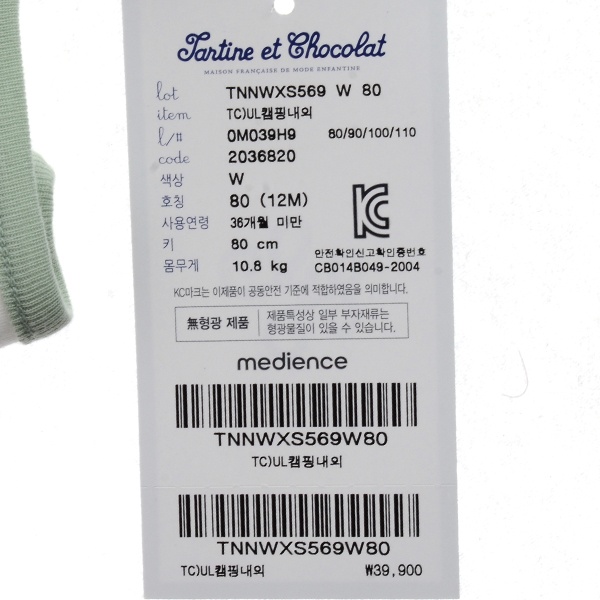 Tartine et Chocolat
MAISON FRANÇAISE DE MODE ENFANTINE
lot TNNWXS569 W 80
item TC)UL캠핑내의
l/# 0M039H9 80/90/100/110
code 2036820
색상 W
호칭 80 (12M)
사용연령 36개월 미만
키 80 cm
몸무게 10.8 kg
안전확인신고확인증번호
CB014B049-2004
KC마크는 이제품이 공통안전 기준에 적합하였음을 의미합니다.
無형광 제품 제품특성상 일부 부자재류는
형광물질이 있을 수 있습니다.
medience
TNNWXS569W80
TC)UL캠핑내의
TNNWXS569W80
TC)UL캠핑내의 ₩39,900